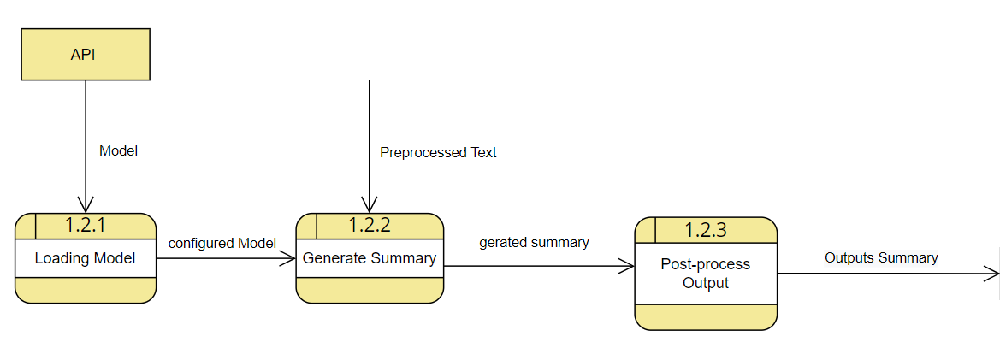 API
Model
Preprocessed Text
1.2.1
Loading Model
configured Model
1.2.2
Generate Summary
gerated summary
1.2.3
Post-process
Output
Outputs Summary